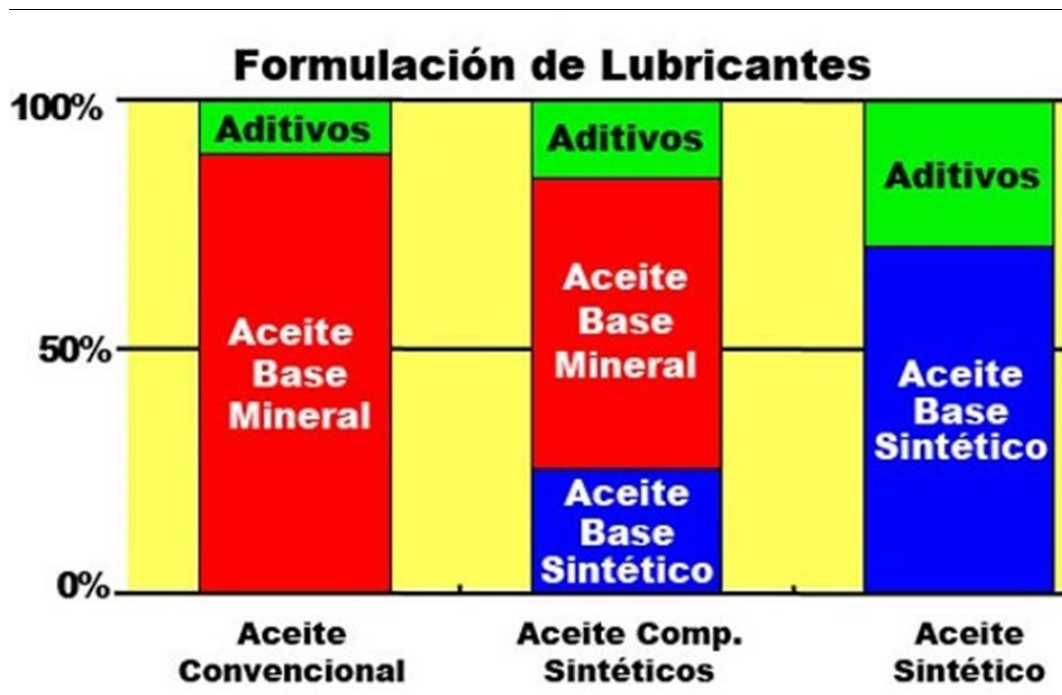 Formulación de Lubricantes
100%
50%
0%
Aditivos
Aceite
Base
Mineral
Aditivos
Aceite
Base
Mineral
Aceite
Base
Sintético
Aditivos
Aceite
Base
Sintético
Aceite
Convencional
Aceite Comp.
Sintéticos
Aceite
Sintético